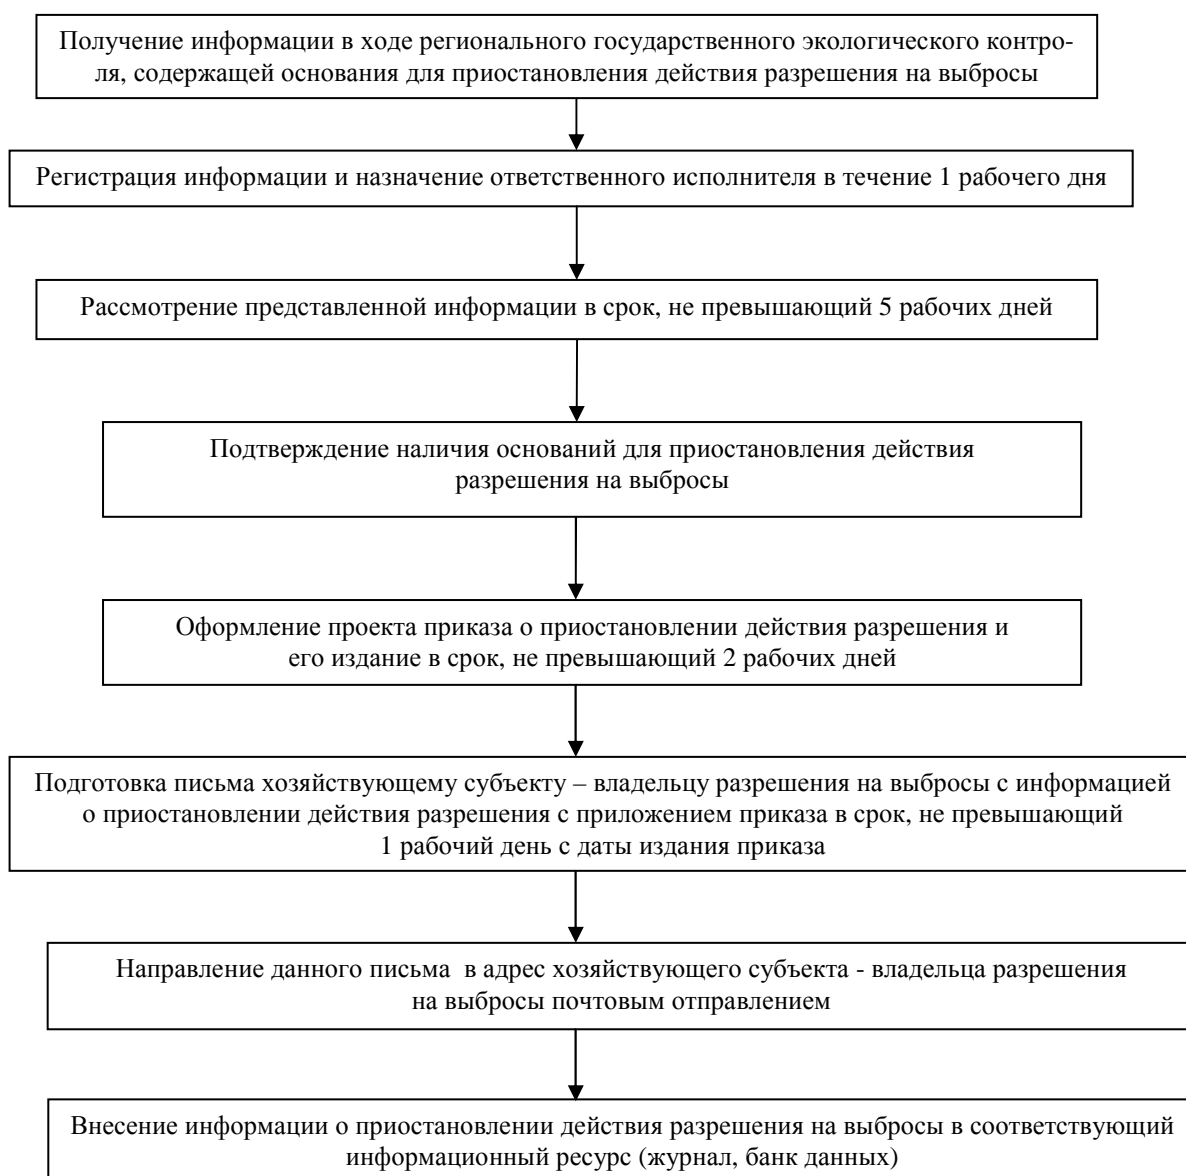 Получение информации в ходе регионального государственного экологического контро-
ля, содержащей основания для приостановления действия разрешения на выбросы
Регистрация информации и назначение ответственного исполнителя в течение 1 рабочего дня
Рассмотрение представленной информации в срок, не превышающий 5 рабочих дней
Подтверждение наличия оснований для приостановления действия
разрешения на выбросы
Оформление проекта приказа о приостановлении действия разрешения и
его издание в срок, не превышающий 2 рабочих дней
Подготовка письма хозяйствующему субъекту – владельцу разрешения на выбросы с информацией
о приостановлении действия разрешения с приложением приказа в срок, не превышающий
1 рабочий день с даты издания приказа
Направление данного письма в адрес хозяйствующего субъекта - владельца разрешения
на выбросы почтовым отправлением
Внесение информации о приостановлении действия разрешения на выбросы в соответствующий
информационный ресурс (журнал, банк данных)